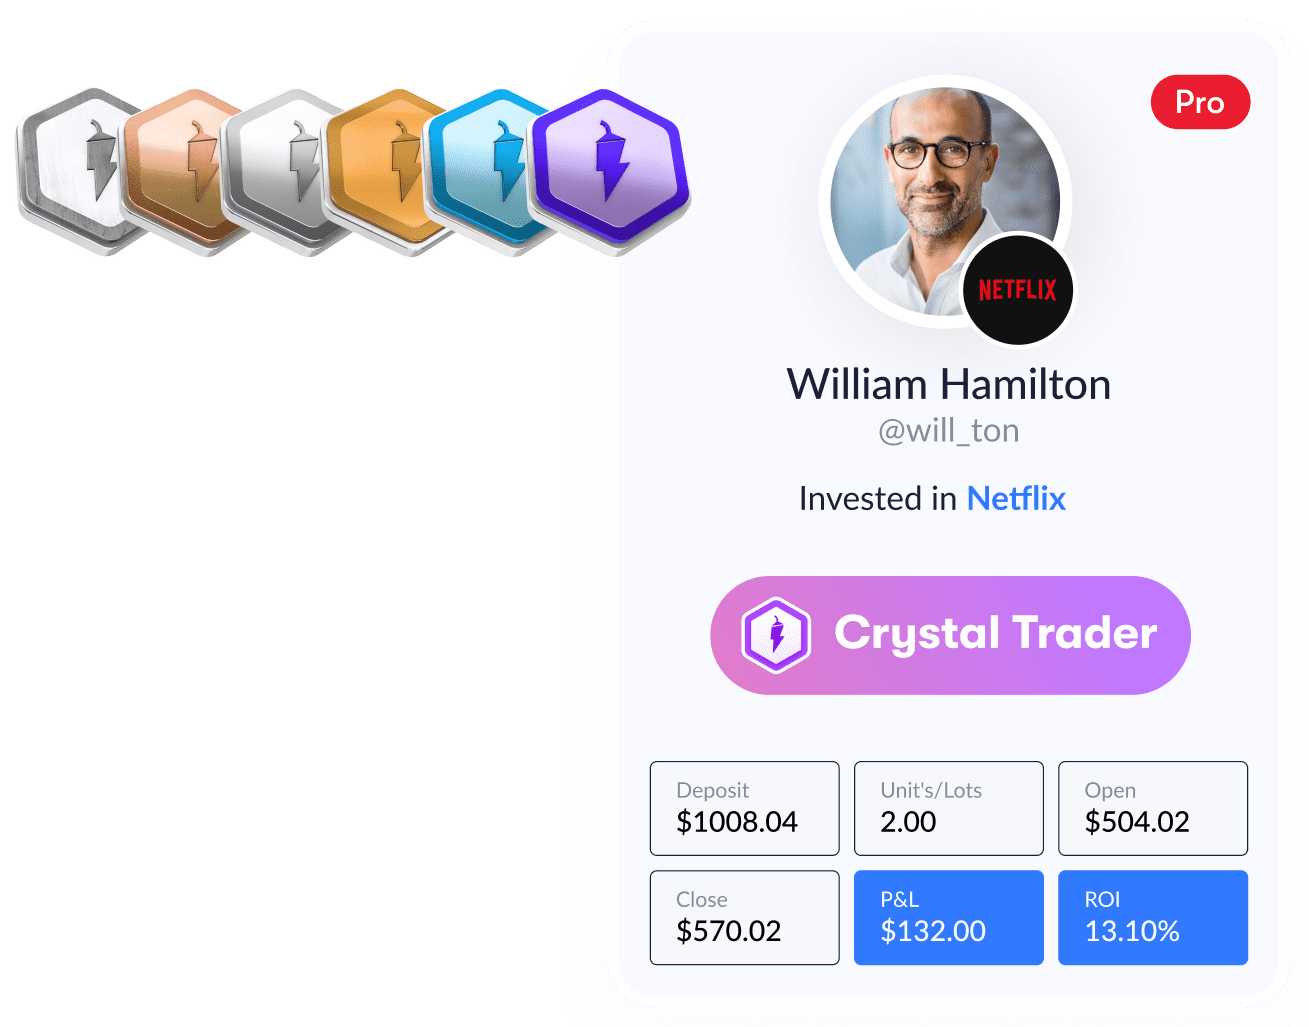 Pro
NETFLIX
William Hamilton
@will_ton
Invested in Netflix
Crystal Trader
Deposit
$1008.04
Unit's/Lots
2.00
Open
$504.02
Close
$570.02
P&L
$132.00
ROI
13.10%